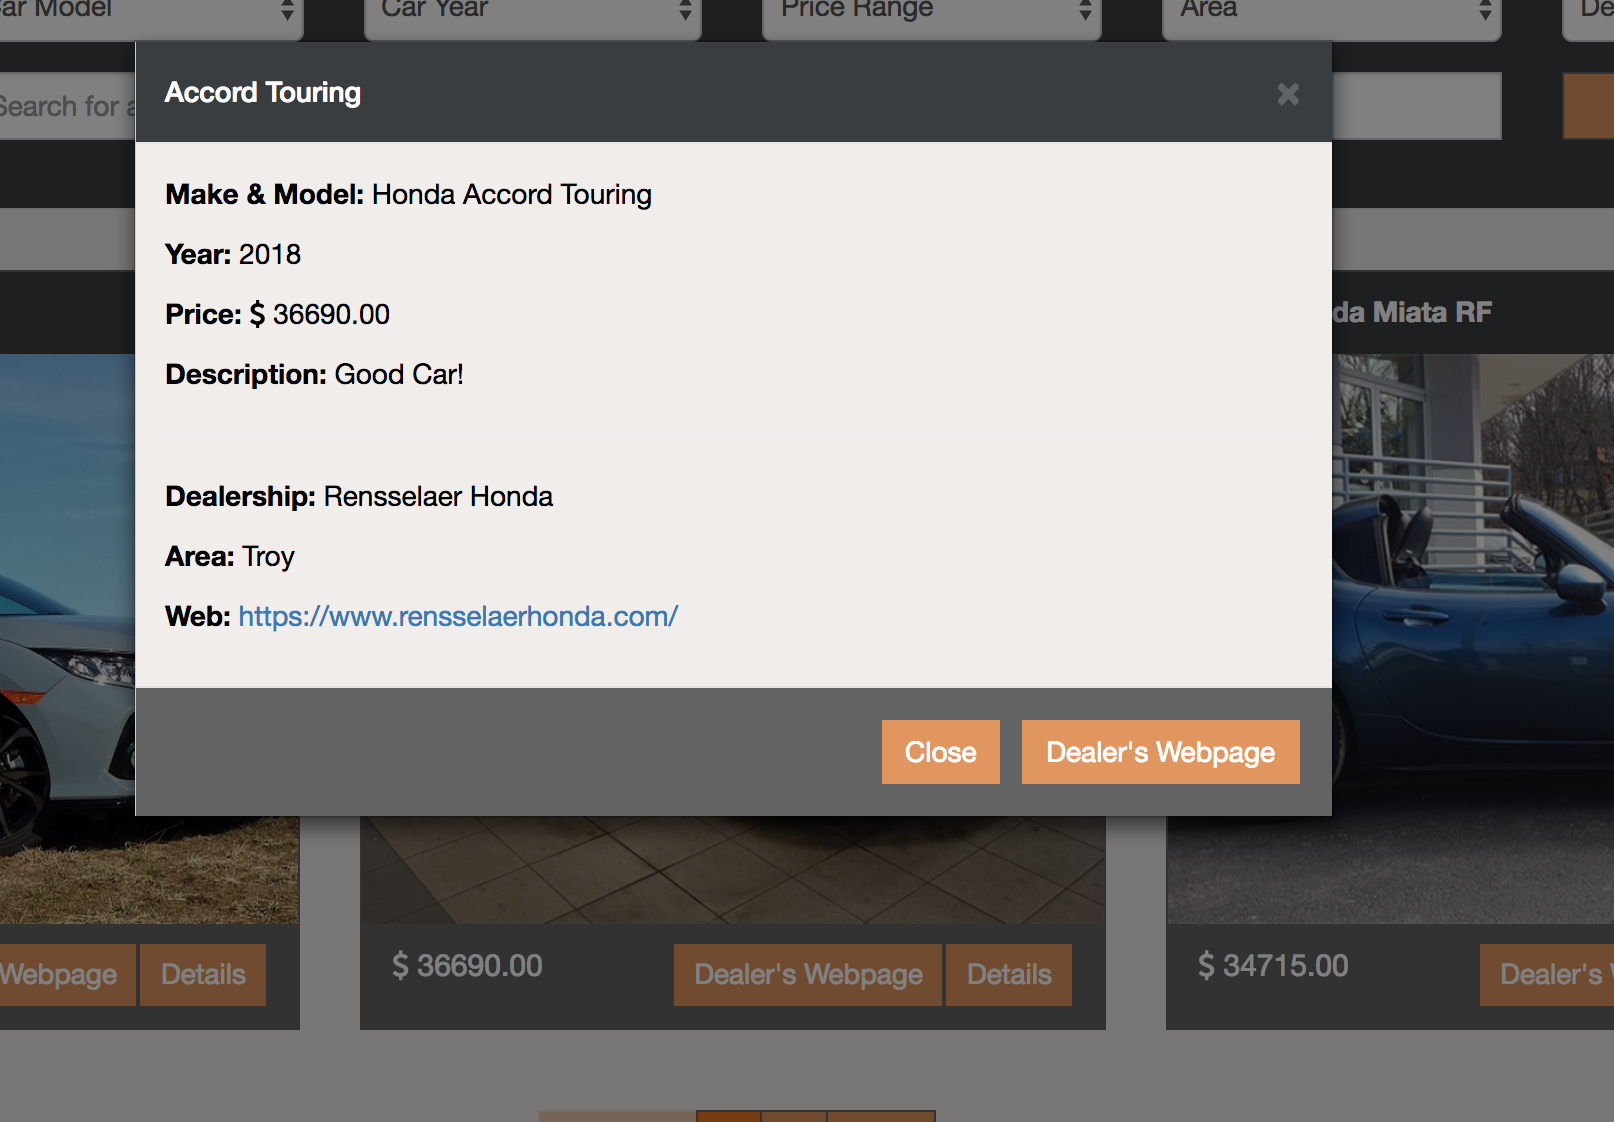 Car Model
Car Year
Price Range
Area
De
Search for a
Accord Touring
×
Make & Model: Honda Accord Touring
Year: 2018
Price: $ 36690.00
Description: Good Car!
Dealership: Rensselaer Honda
Area: Troy
Web: https://www.rensselaerhonda.com/
Close
Dealer's Webpage
da Miata RF
Webpage
Details
$ 36690.00
Dealer's Webpage
Details
$ 34715.00
Dealer's